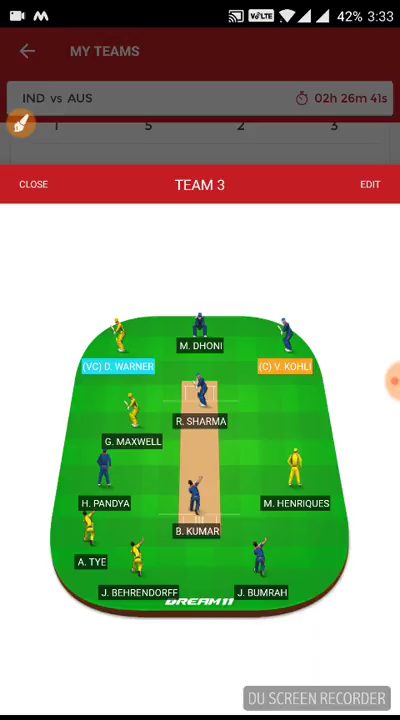 VoLTE 42% 3:33
MY TEAMS
IND vs AUS 02h 26m 41s
1 5 2 3
CLOSE TEAM 3 EDIT
M. DHONI
(VC) D. WARNER (C) V. KOHLI
R. SHARMA
G. MAXWELL
H. PANDYA M. HENRIQUES
B. KUMAR
A. TYE
J. BEHRENDORFF J. BUMRAH
DREAM11
DU SCREEN RECORDER